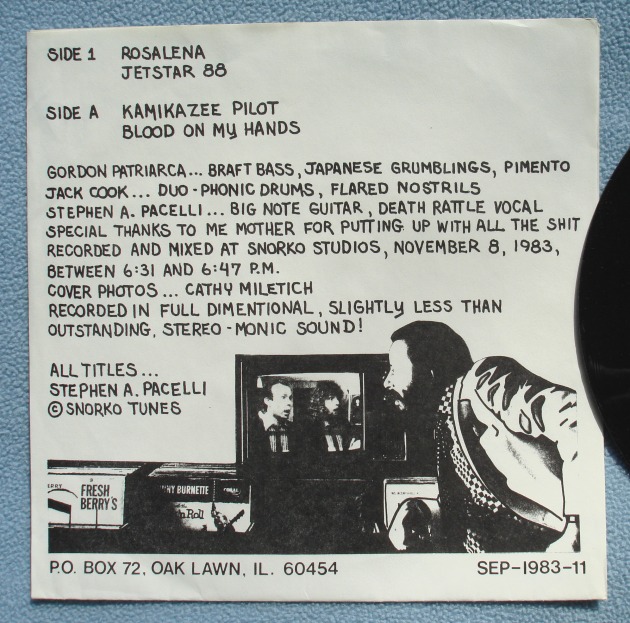 SIDE 1 ROSALENA
JETSTAR 88
SIDE A KAMIKAZEE PILOT
BLOOD ON MY HANDS
GORDON PATRIARCA... BRAFT BASS, JAPANESE GRUMBLINGS, PIMENTO
JACK COOK... DUO-PHONIC DRUMS, FLARED NOSTRILS
STEPHEN A. PACELLI... BIG NOTE GUITAR, DEATH RATTLE VOCAL
SPECIAL THANKS TO ME MOTHER FOR PUTTING UP WITH ALL THE SHIT
RECORDED AND MIXED AT SNORKO STUDIOS, NOVEMBER 8, 1983,
BETWEEN 6:31 AND 6:47 P.M.
COVER PHOTOS... CATHY MILETICH
RECORDED IN FULL DIMENTIONAL, SLIGHTLY LESS THAN
OUTSTANDING, STEREO-MONIC SOUND!
ALL TITLES...
STEPHEN A. PACELLI
© SNORKO TUNES
FRESH
BERRY'S
NY BURNETTE
n Roll
P.O. BOX 72, OAK LAWN, IL. 60454
SEP-1983-11